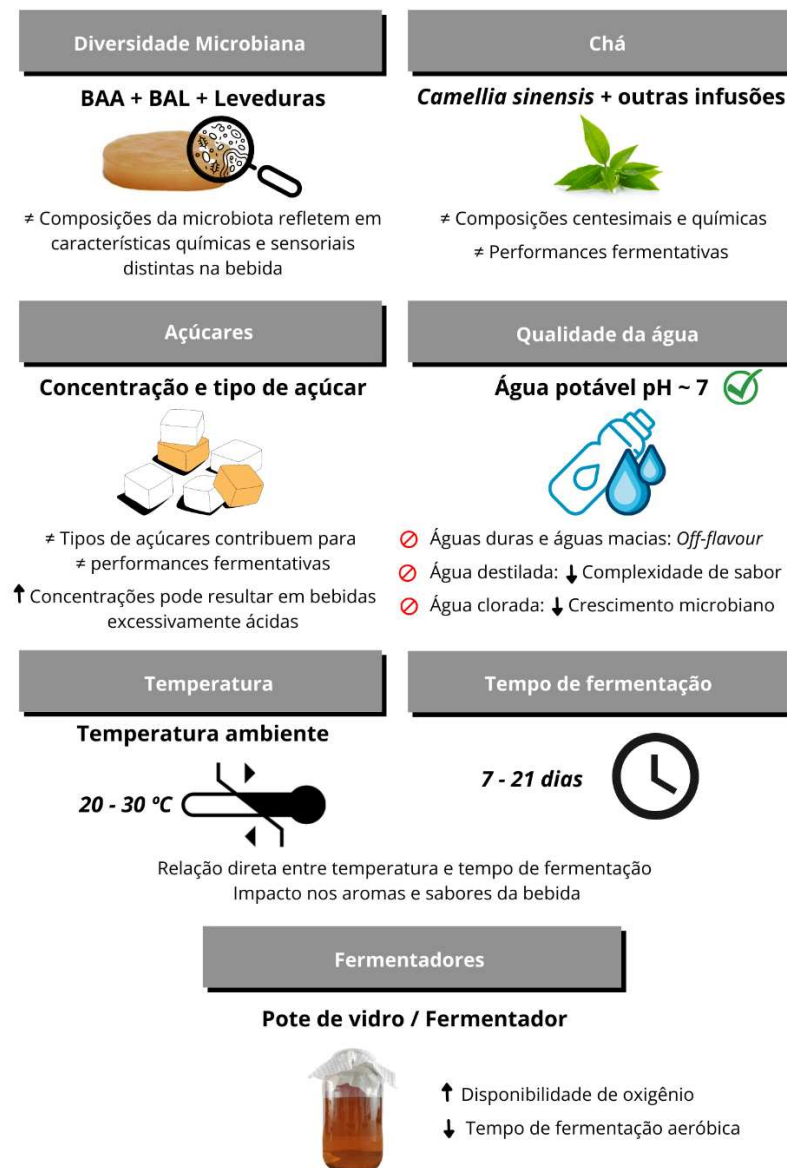 Diversidade Microbiana
BAA + BAL + Leveduras
≠ Composições da microbiota refletem em
características químicas e sensoriais
distintas na bebida
Chá
Camellia sinensis + outras infusões
≠ Composições centesimais e químicas
≠ Performances fermentativas
Açúcares
Concentração e tipo de açúcar
≠ Tipos de açúcares contribuem para
≠ performances fermentativas
↑ Concentrações pode resultar em bebidas
excessivamente ácidas
Qualidade da água
Água potável pH ~ 7
Águas duras e águas macias: Off-flavour
Água destilada: ↓ Complexidade de sabor
Água clorada: ↓ Crescimento microbiano
Temperatura
Temperatura ambiente
20 - 30 ºC
Tempo de fermentação
7 - 21 dias
Relação direta entre temperatura e tempo de fermentação
Impacto nos aromas e sabores da bebida
Fermentadores
Pote de vidro / Fermentador
↑ Disponibilidade de oxigênio
↓ Tempo de fermentação aeróbica